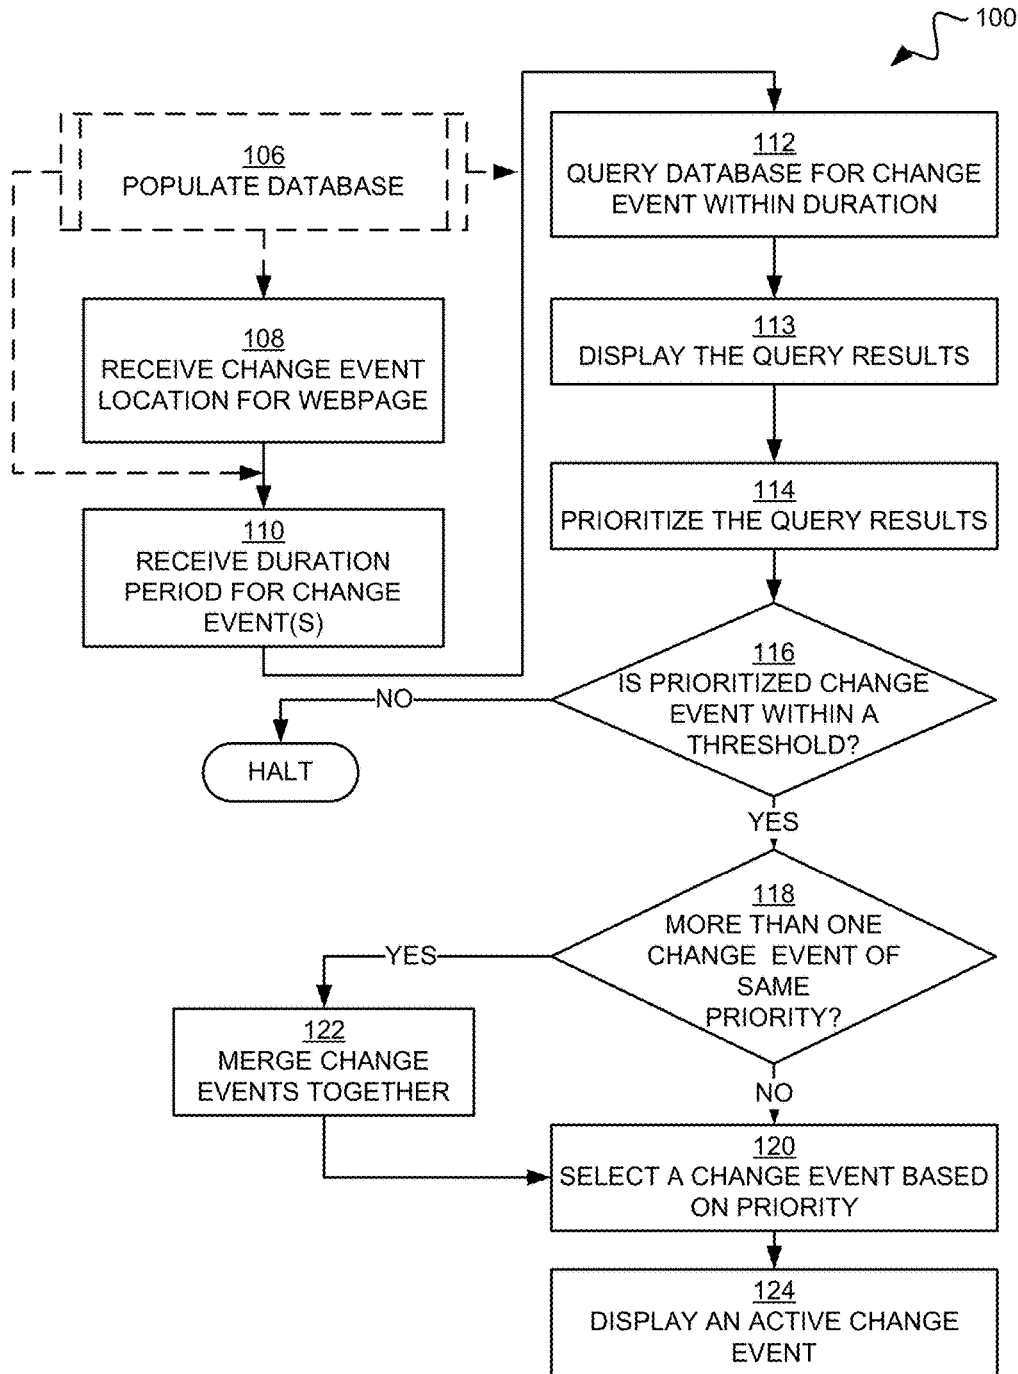 100
106
POPULATE DATABASE
108
RECEIVE CHANGE EVENT
LOCATION FOR WEBPAGE
110
RECEIVE DURATION
PERIOD FOR CHANGE
EVENT(S)
112
QUERY DATABASE FOR CHANGE
EVENT WITHIN DURATION
113
DISPLAY THE QUERY RESULTS
114
PRIORITIZE THE QUERY RESULTS
116
IS PRIORITIZED CHANGE
EVENT WITHIN A
THRESHOLD?
NO
HALT
YES
118
MORE THAN ONE
CHANGE EVENT OF
SAME
PRIORITY?
YES
122
MERGE CHANGE
EVENTS TOGETHER
NO
120
SELECT A CHANGE EVENT BASED
ON PRIORITY
124
DISPLAY AN ACTIVE CHANGE
EVENT